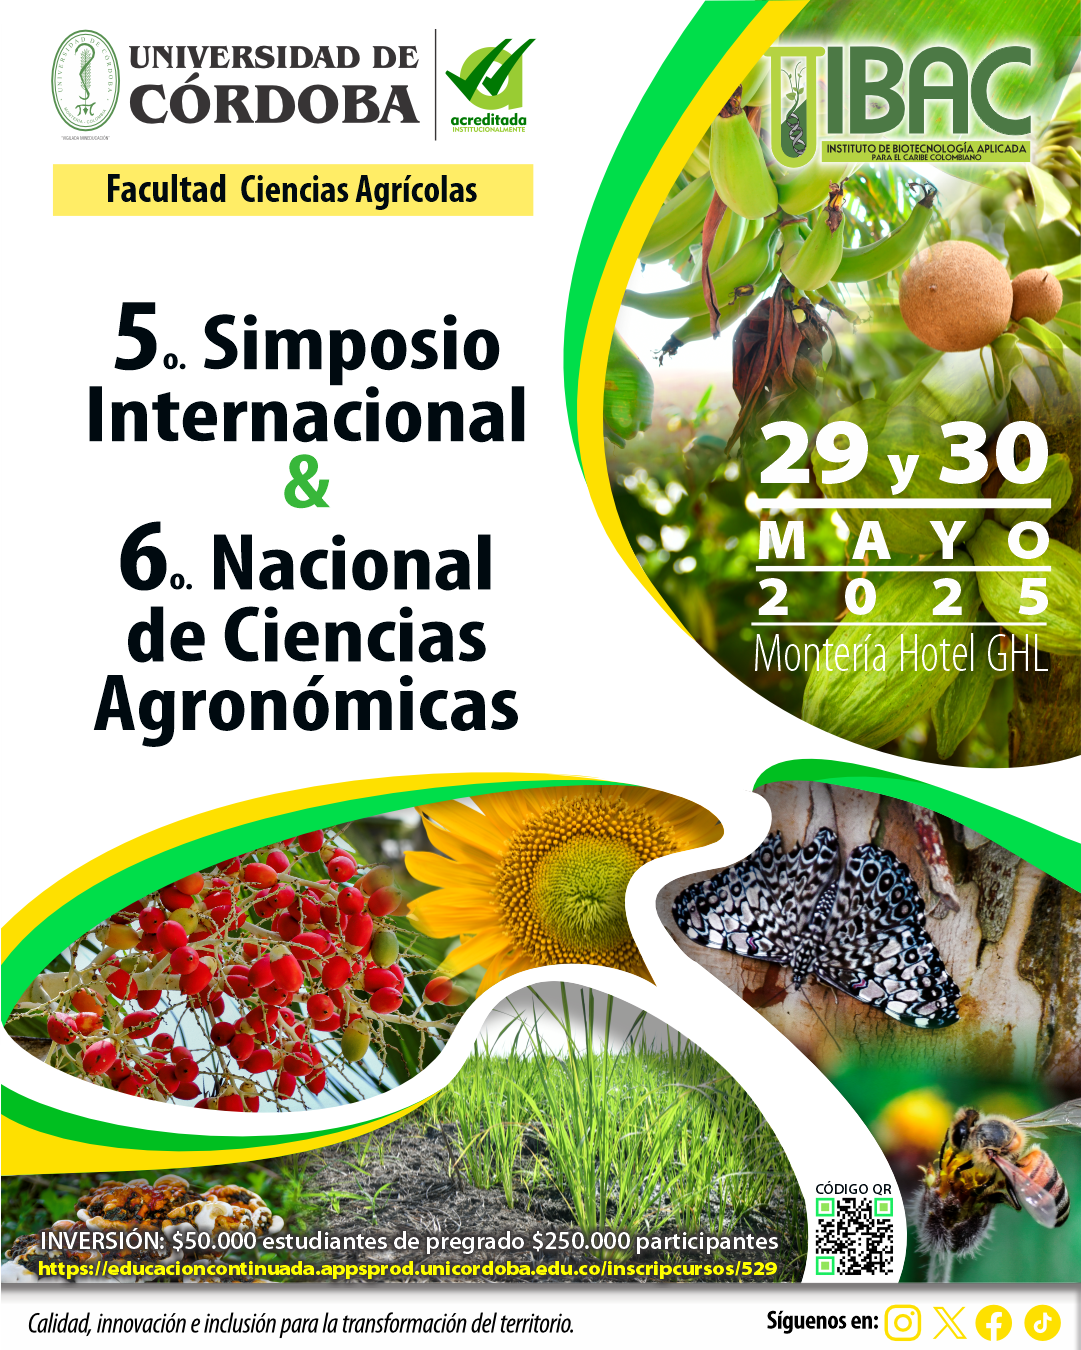 UNIVERSIDAD DE
CÓRDOBA
"VIGILADA MINEDUCACIÓN"
acreditada
INSTITUCIONALMENTE
IBAC
INSTITUTO DE BIOTECNOLOGÍA APLICADA
PARA EL CARIBE COLOMBIANO
Facultad Ciencias Agrícolas
5o. Simposio
Internacional
&
6o. Nacional
de Ciencias
Agronómicas
29 y 30
MAYO
2025
Montería Hotel GHL
CÓDIGO QR
INVERSIÓN: $50.000 estudiantes de pregrado $250.000 participantes
https://educacioncontinuada.appsprod.unicordoba.edu.co/inscripcursos/529
Calidad, innovación e inclusión para la transformación del territorio.
Síguenos en: